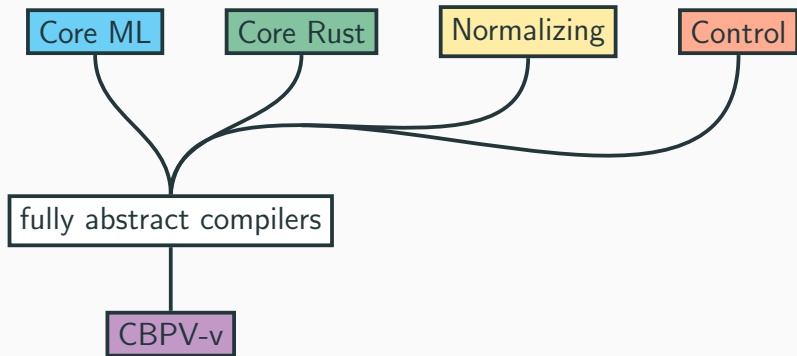 Core ML
Core Rust
Normalizing
Control
fully abstract compilers
CBPV-v